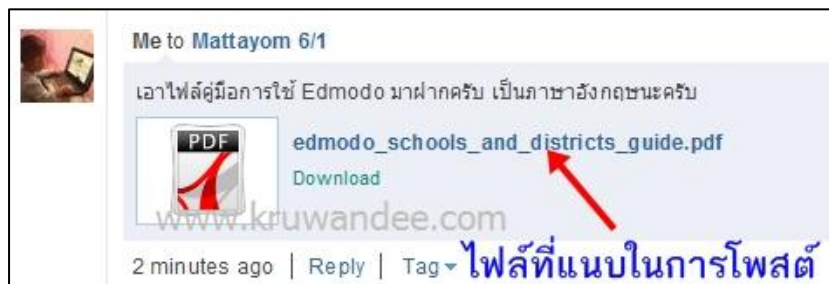 Me to Mattayom 6/1
เอาไฟล์คู่มือการใช้ Edmodo มาฝากครับ เป็นภาษาอังกฤษนะครับ
PDF
edmodo_schools_and_districts_guide.pdf
Download
www.kruwandee.com
2 minutes ago | Reply | Tag
ไฟล์ที่แนบในการโพสต์